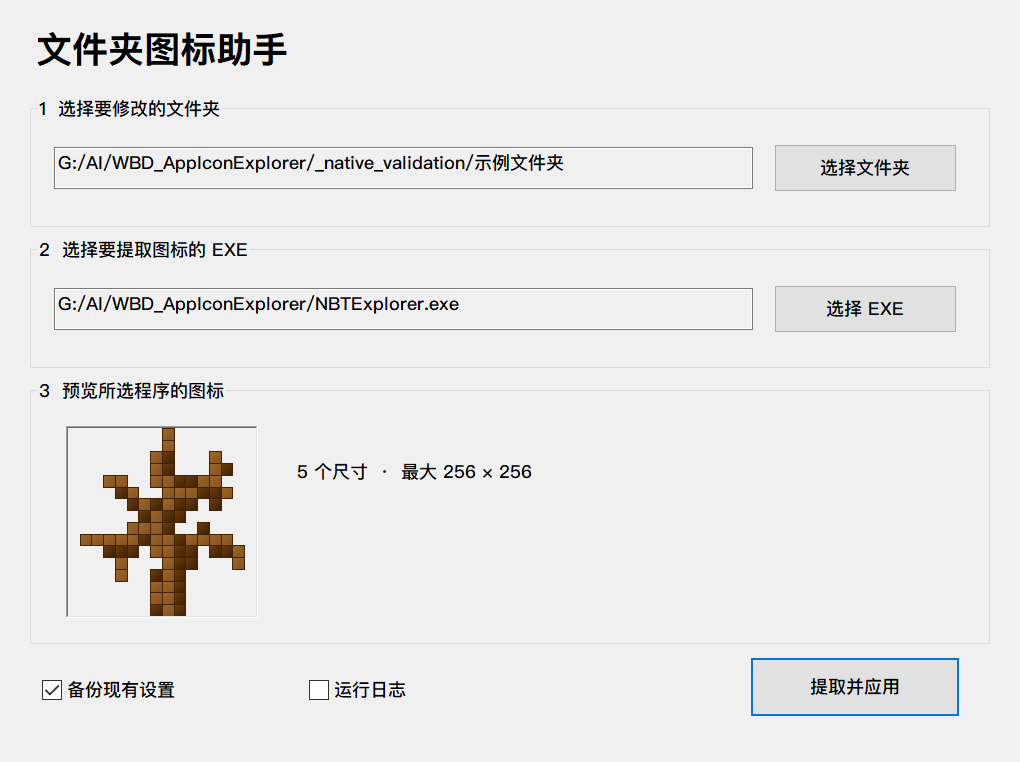 文件夹图标助手
1 选择要修改的文件夹
G:/AI/WBD_AppIconExplorer/_native_validation/示例文件夹
选择文件夹
2 选择要提取图标的 EXE
G:/AI/WBD_AppIconExplorer/NBTExplorer.exe
选择 EXE
3 预览所选程序的图标
5 个尺寸 · 最大 256 × 256
备份现有设置
运行日志
提取并应用